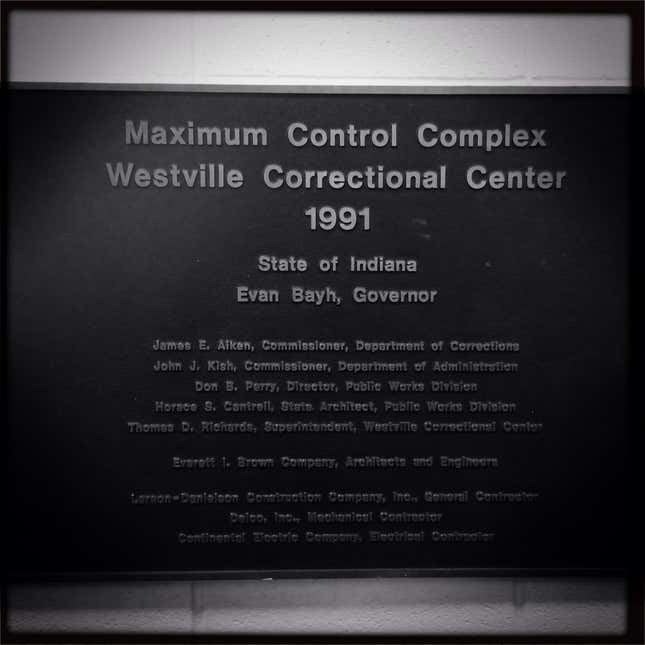 Maximum Control Complex
Westville Correctional Center
1991
State of Indiana
Evan Bayh, Governor
James E. Aiken, Commissioner, Department of Corrections
John J. Kish, Commissioner, Department of Administration
Don B. Perry, Director, Public Works Division
Horace S. Cantrell, State Architect, Public Works Division
Thomas D. Richards, Superintendent, Westville Correctional Center
Everett I. Brown Company, Architects and Engineers
Larson-Danielson Construction Company, Inc., General Contractor
Delco, Inc., Mechanical Contractor
Continental Electric Company, Electrical Contractor